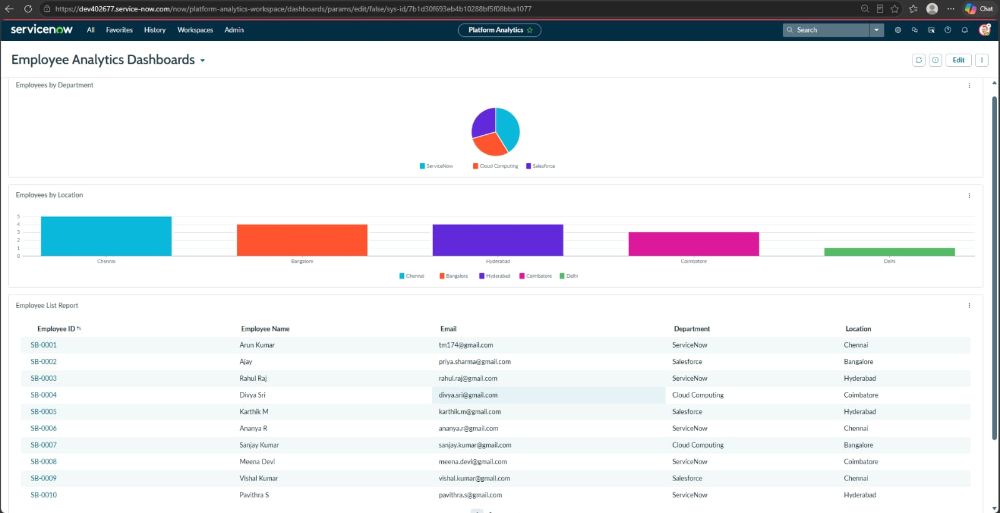 https://dev402677.service-now.com/now/platform-analytics-workspace/dashboards/params/edit/false/sys-id/7b1d30f693eb4b10288bf5f08bba1077
Chat
servicenow All Favorites History Workspaces Admin Platform Analytics Search
Employee Analytics Dashboards Edit
Employees by Department
ServiceNow Cloud Computing Salesforce
Employees by Location
5
4
3
2
1
0
Chennai Bangalore Hyderabad Coimbatore Delhi
Chennai Bangalore Hyderabad Coimbatore Delhi
Employee List Report
Employee ID Employee Name Email Department Location
SB-0001 Arun Kumar tm174@gmail.com ServiceNow Chennai
SB-0002 Ajay priya.sharma@gmail.com Salesforce Bangalore
SB-0003 Rahul Raj rahul.raj@gmail.com ServiceNow Hyderabad
SB-0004 Divya Sri divya.sri@gmail.com Cloud Computing Coimbatore
SB-0005 Karthik M karthik.m@gmail.com Salesforce Hyderabad
SB-0006 Ananya R ananya.r@gmail.com ServiceNow Chennai
SB-0007 Sanjay Kumar sanjay.kumar@gmail.com Cloud Computing Bangalore
SB-0008 Meena Devi meena.devi@gmail.com ServiceNow Coimbatore
SB-0009 Vishal Kumar vishal.kumar@gmail.com Salesforce Chennai
SB-0010 Pavithra S pavithra.s@gmail.com ServiceNow Hyderabad